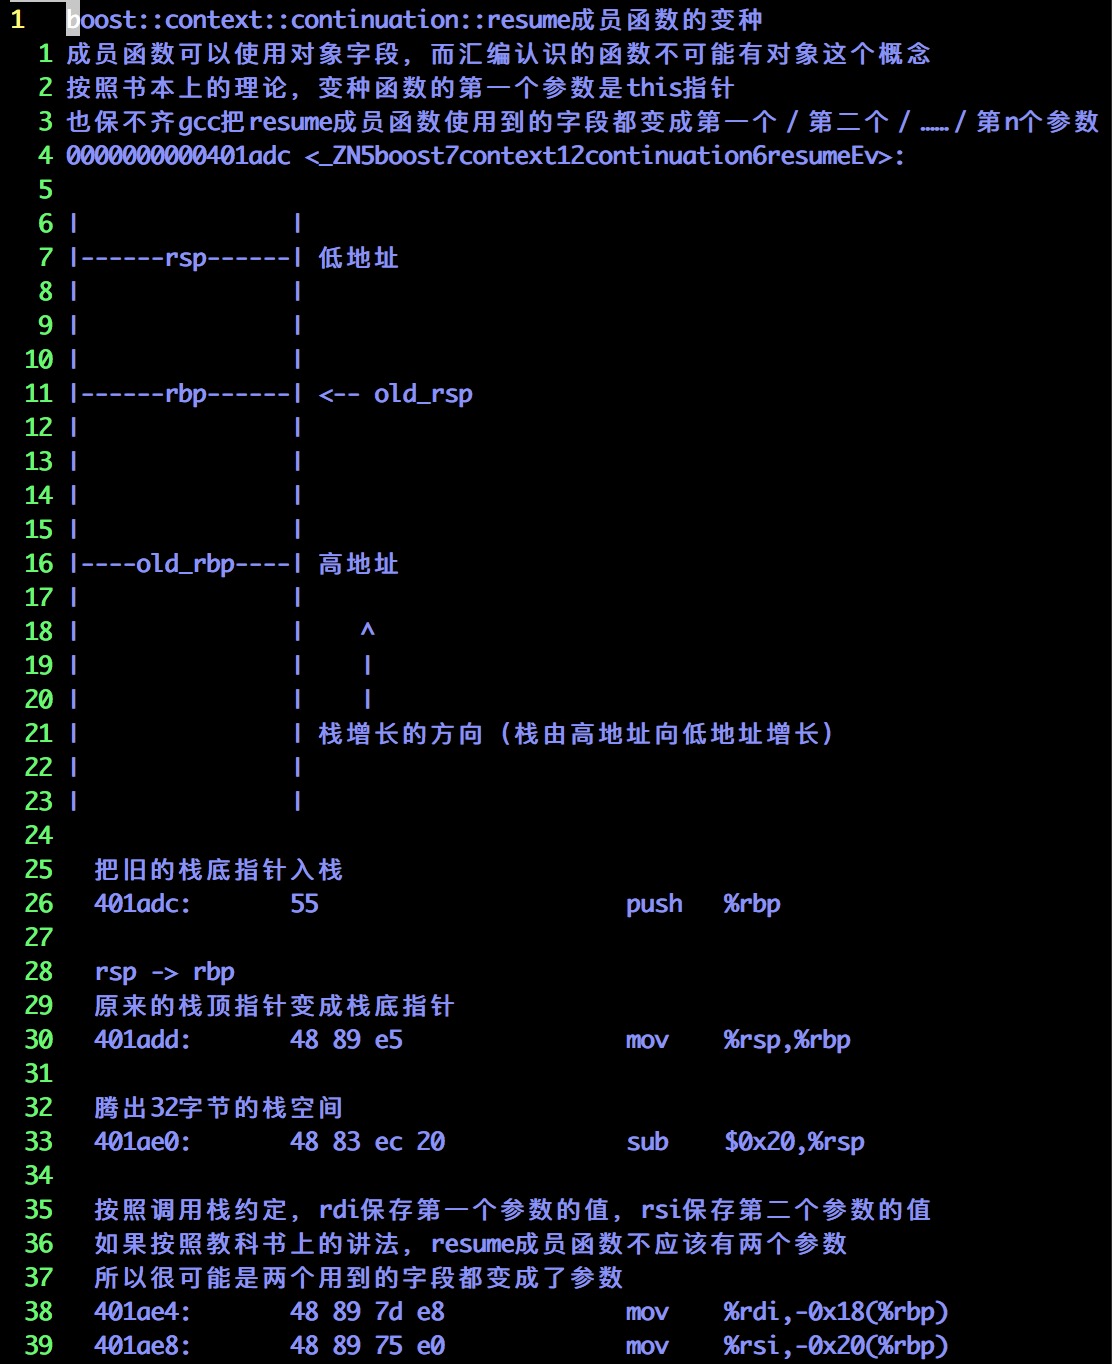 1 boost::context::continuation::resume成员函数的变种
1 成员函数可以使用对象字段，而汇编认识的函数不可能有对象这个概念
2 按照书本上的理论，变种函数的第一个参数是this指针
3 也保不齐gcc把resume成员函数使用到的字段都变成第一个/第二个/……/第n个参数
4 0000000000401adc <_ZN5boost7context12continuation6resumeEv>:
5
6 |               |
7 |------rsp------| 低地址
8 |               |
9 |               |
10 |               |
11 |------rbp------| <-- old_rsp
12 |               |
13 |               |
14 |               |
15 |               |
16 |----old_rbp----| 高地址
17 |               |
18 |               |    ^
19 |               |    |
20 |               |    |
21 |               | 栈增长的方向（栈由高地址向低地址增长）
22 |               |
23 |               |
24
25   把旧的栈底指针入栈
26   401adc:       55                      push   %rbp
27
28   rsp -> rbp
29   原来的栈顶指针变成栈底指针
30   401add:       48 89 e5                mov    %rsp,%rbp
31
32   腾出32字节的栈空间
33   401ae0:       48 83 ec 20             sub    $0x20,%rsp
34
35   按照调用栈约定，rdi保存第一个参数的值，rsi保存第二个参数的值
36   如果按照教科书上的讲法，resume成员函数不应该有两个参数
37   所以很可能是两个用到的字段都变成了参数
38   401ae4:       48 89 7d e8             mov    %rdi,-0x18(%rbp)
39   401ae8:       48 89 75 e0             mov    %rsi,-0x20(%rbp)